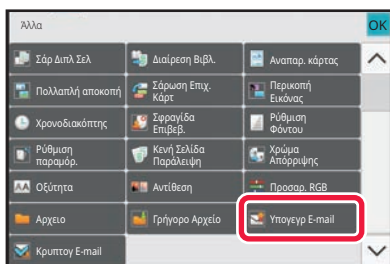 Άλλα
OK
Σάρ Διπλ Σελ
Διαίρεση Βιβλ.
Αναπαρ. κάρτας
Πολλαπλή αποκοπή
Σάρωση Επιχ.
Κάρτ
Περικοπή
Εικόνας
Χρονοδιακόπτης
Σφραγίδα
Επιβεβ.
Ρύθμιση
Φόντου
Ρύθμιση
παραμόρ.
Κενή Σελίδα
Παράλειψη
Χρώμα
Απόρριψης
AA Οξύτητα
Αντίθεση
Προσαρ. RGB
Αρχειο
Γρήγορο Αρχείο
Υπογεγρ E-mail
Κρυπτογ E-mail